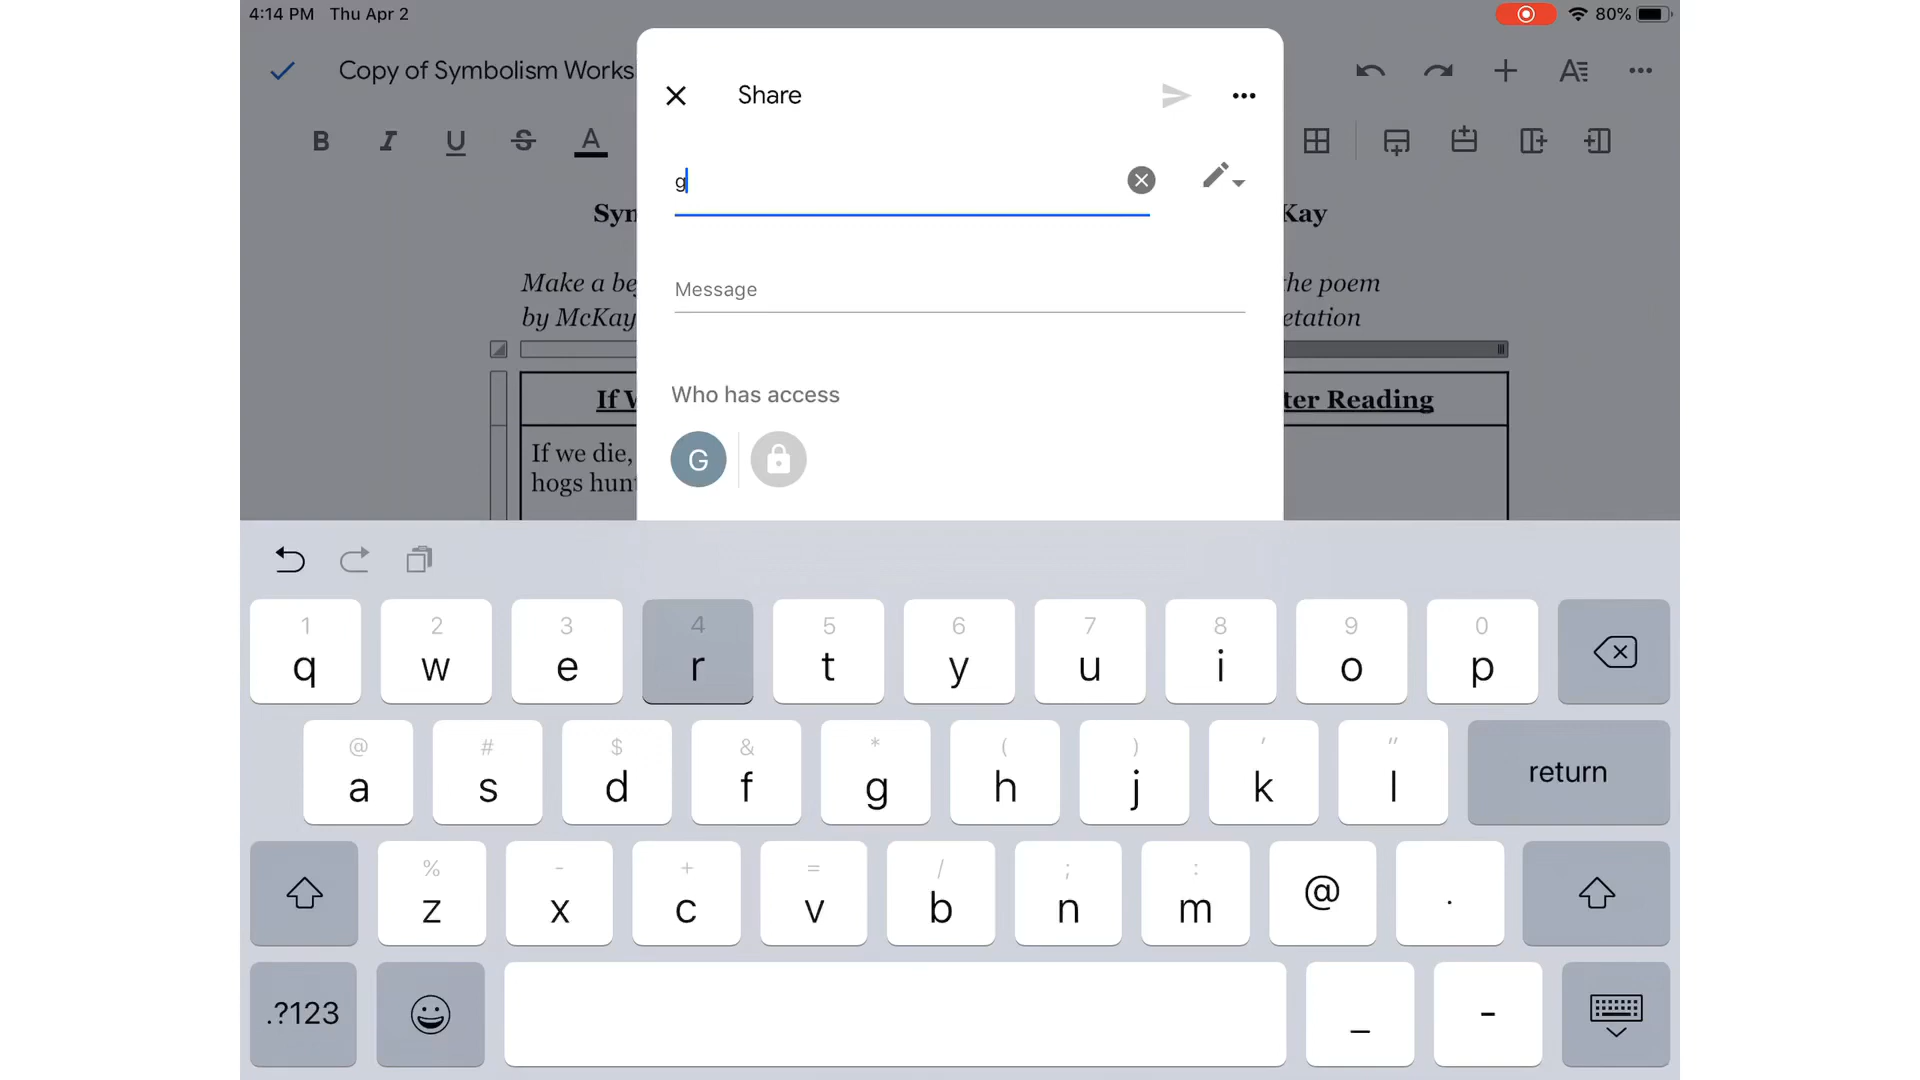 4:14 PM Thu Apr 2
80%
Copy of Symbolism Works
Share
B I U S A
g
Syn
Kay
Message
Make a be
he poem
by McKay
etation
Who has access
If W
ter Reading
G
If we die,
hogs hunt
1 2 3 4 5 6 7 8 9 0
q w e r t y u i o p
@ # $ & * ( ) ' "
a s d f g h j k l return
% - + = / ; :
z x c v b n m @ .
.?123 _ -